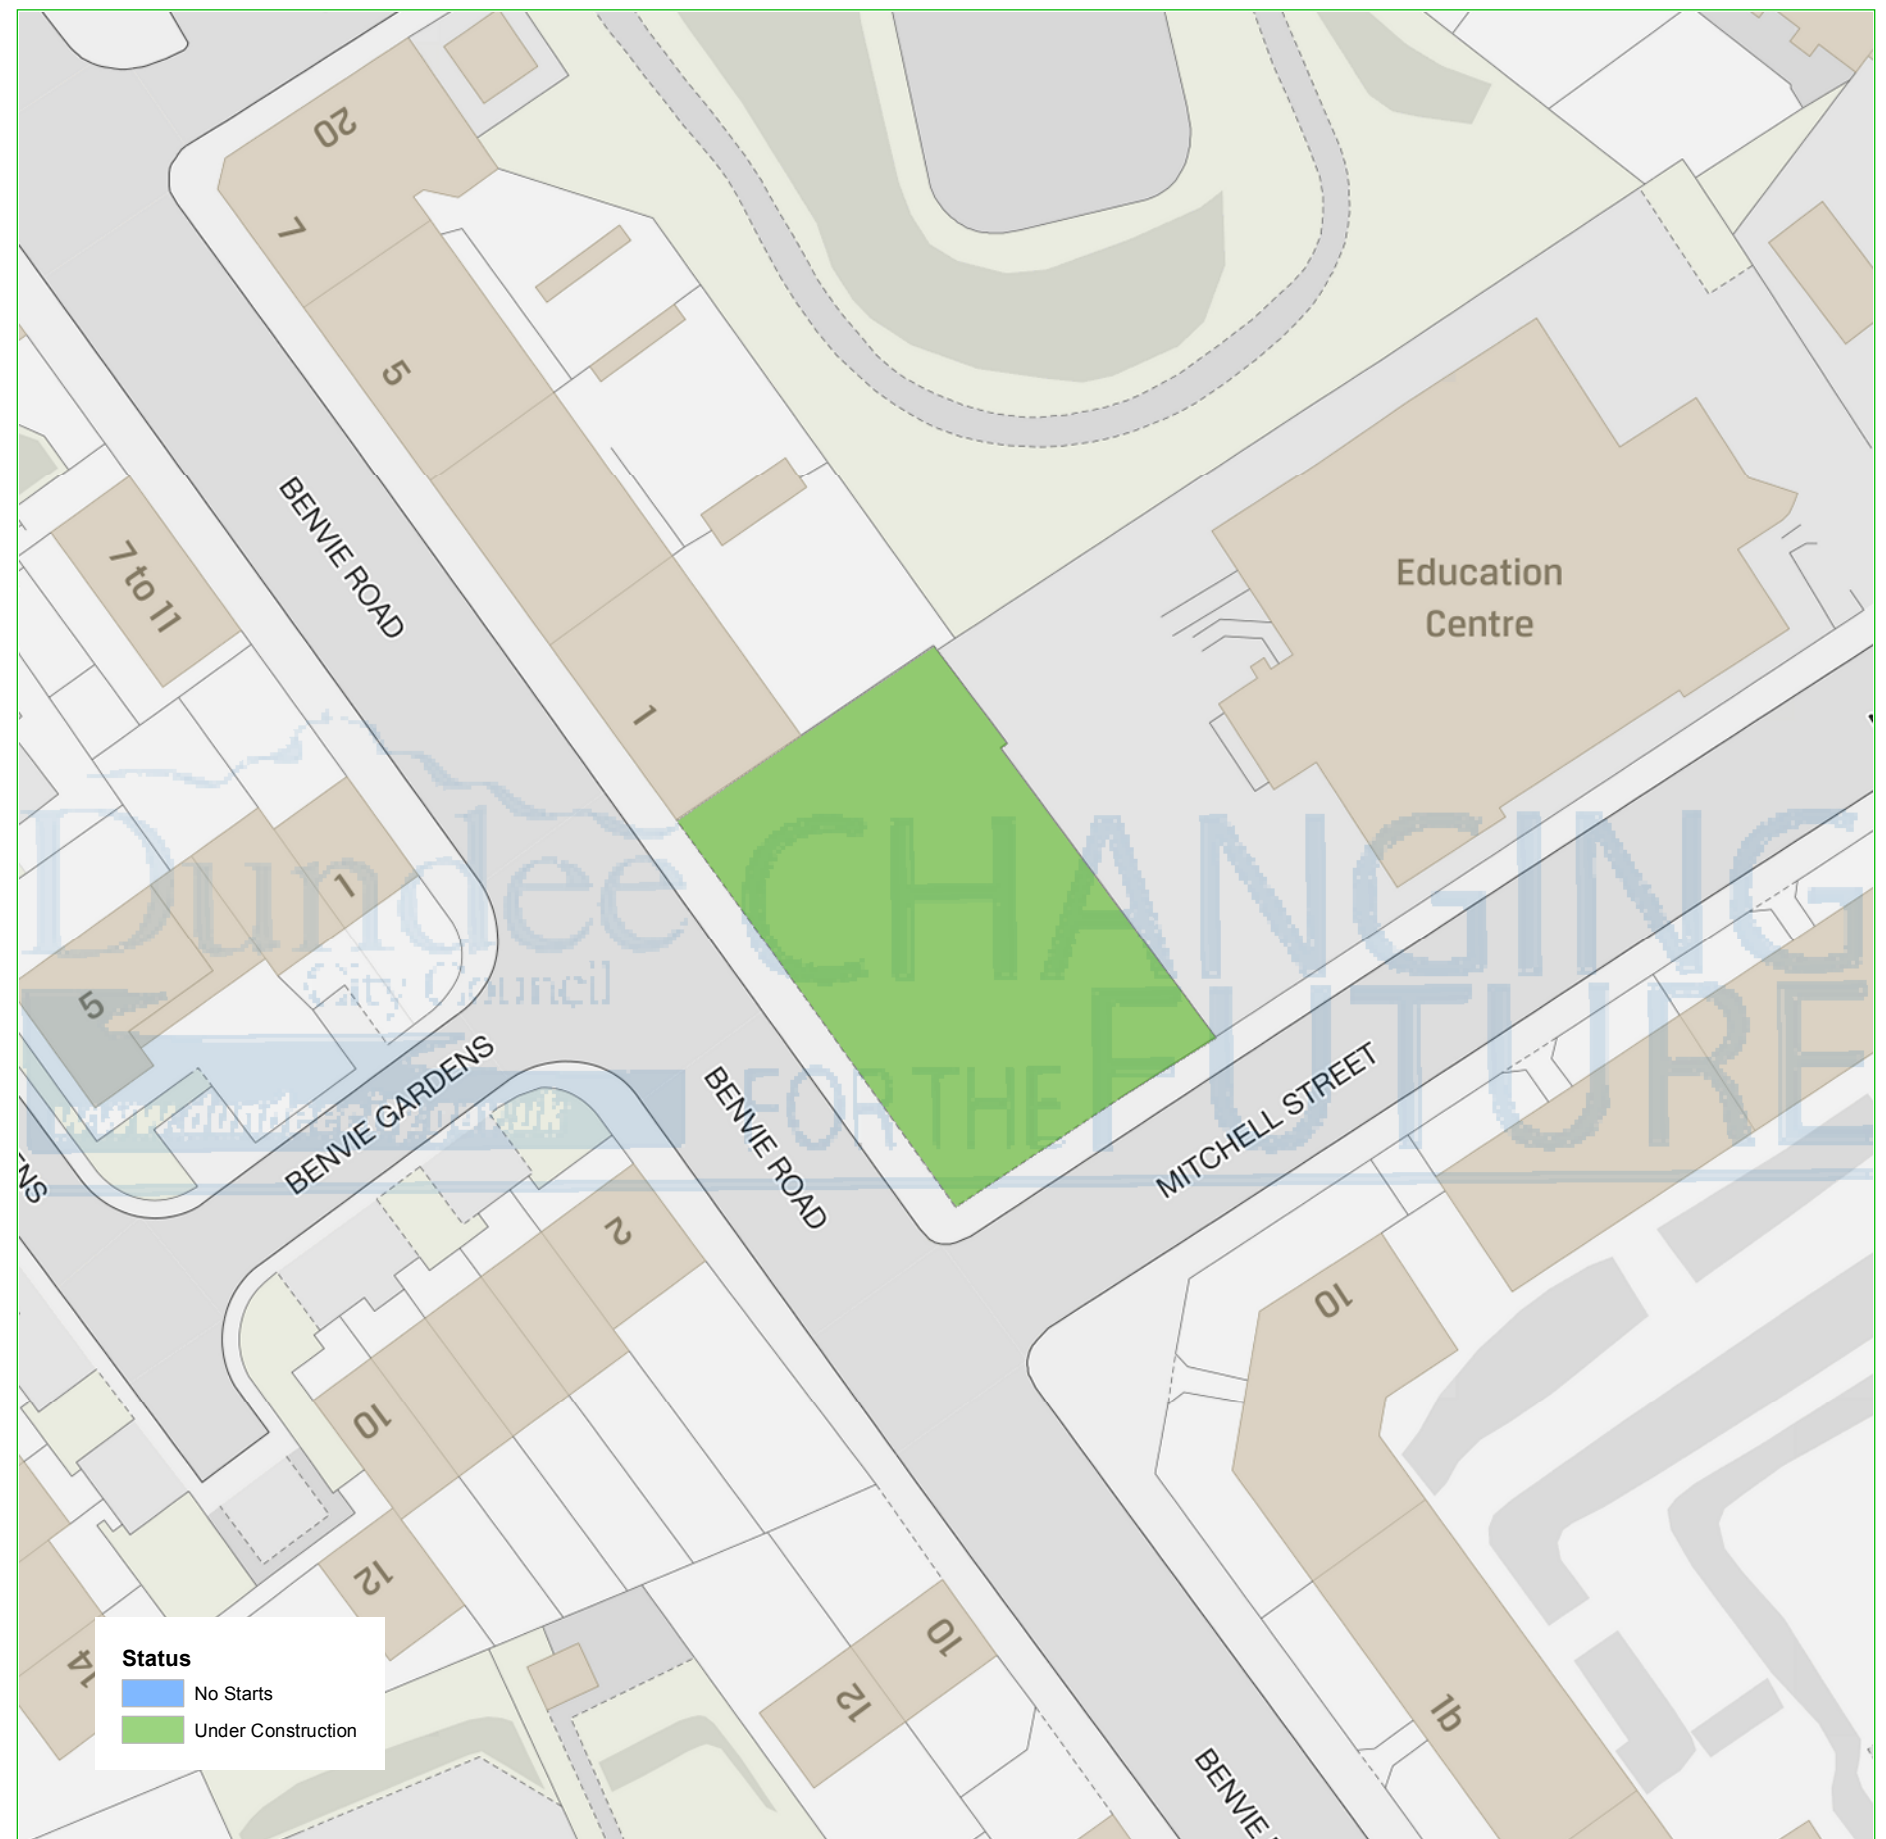 20
7
5
BENVIE ROAD
7 to 11
Education
Centre
1
Dundee
City Council
CHANGING
FOR THE FUTURE
www.dundeecity.gov.uk
1
5
BENVIE GARDENS
BENVIE ROAD
MITCHELL STREET
ENS
2
10
10
12
14
10
12
1b
BENVIE
Status
No Starts
Under Construction